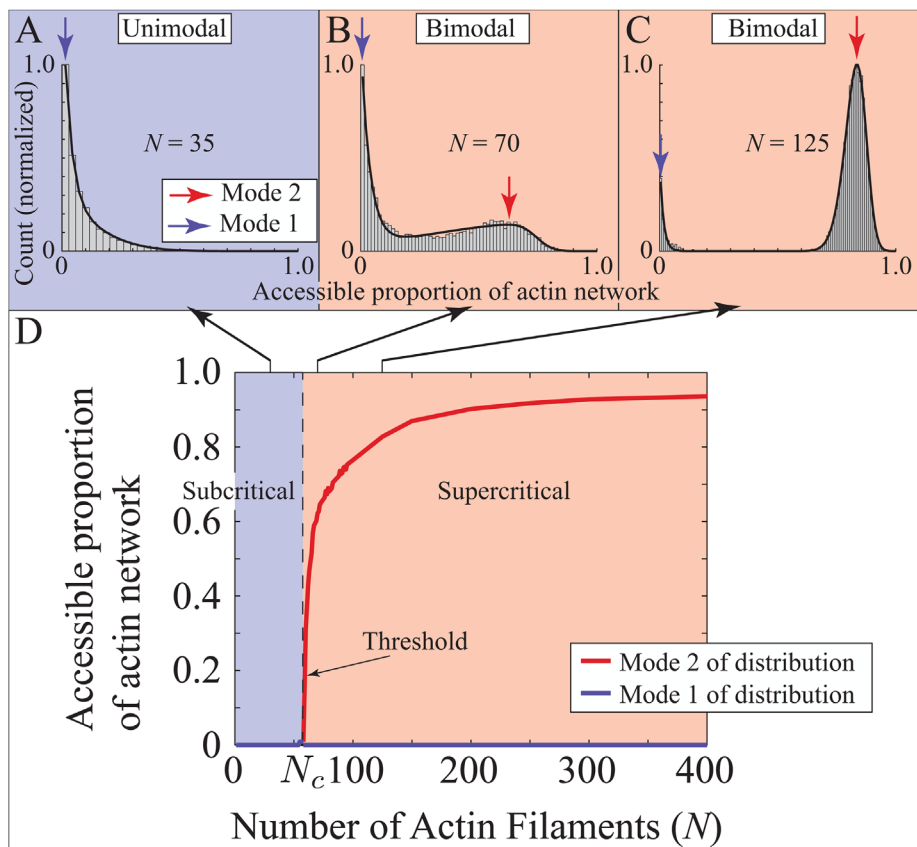 A
Unimodal
B
Bimodal
C
Bimodal
Count (normalized)
1.0
0
N = 35
Mode 2
Mode 1
0
1.0
1.0
0
N = 70
0
1.0
1.0
0
N = 125
0
1.0
Accessible proportion of actin network
D
Accessible proportion
of actin network
1.0
0.8
0.6
0.4
0.2
0
Subcritical
Supercritical
Threshold
Mode 2 of distribution
Mode 1 of distribution
0
Nc
100
200
300
400
Number of Actin Filaments (N)